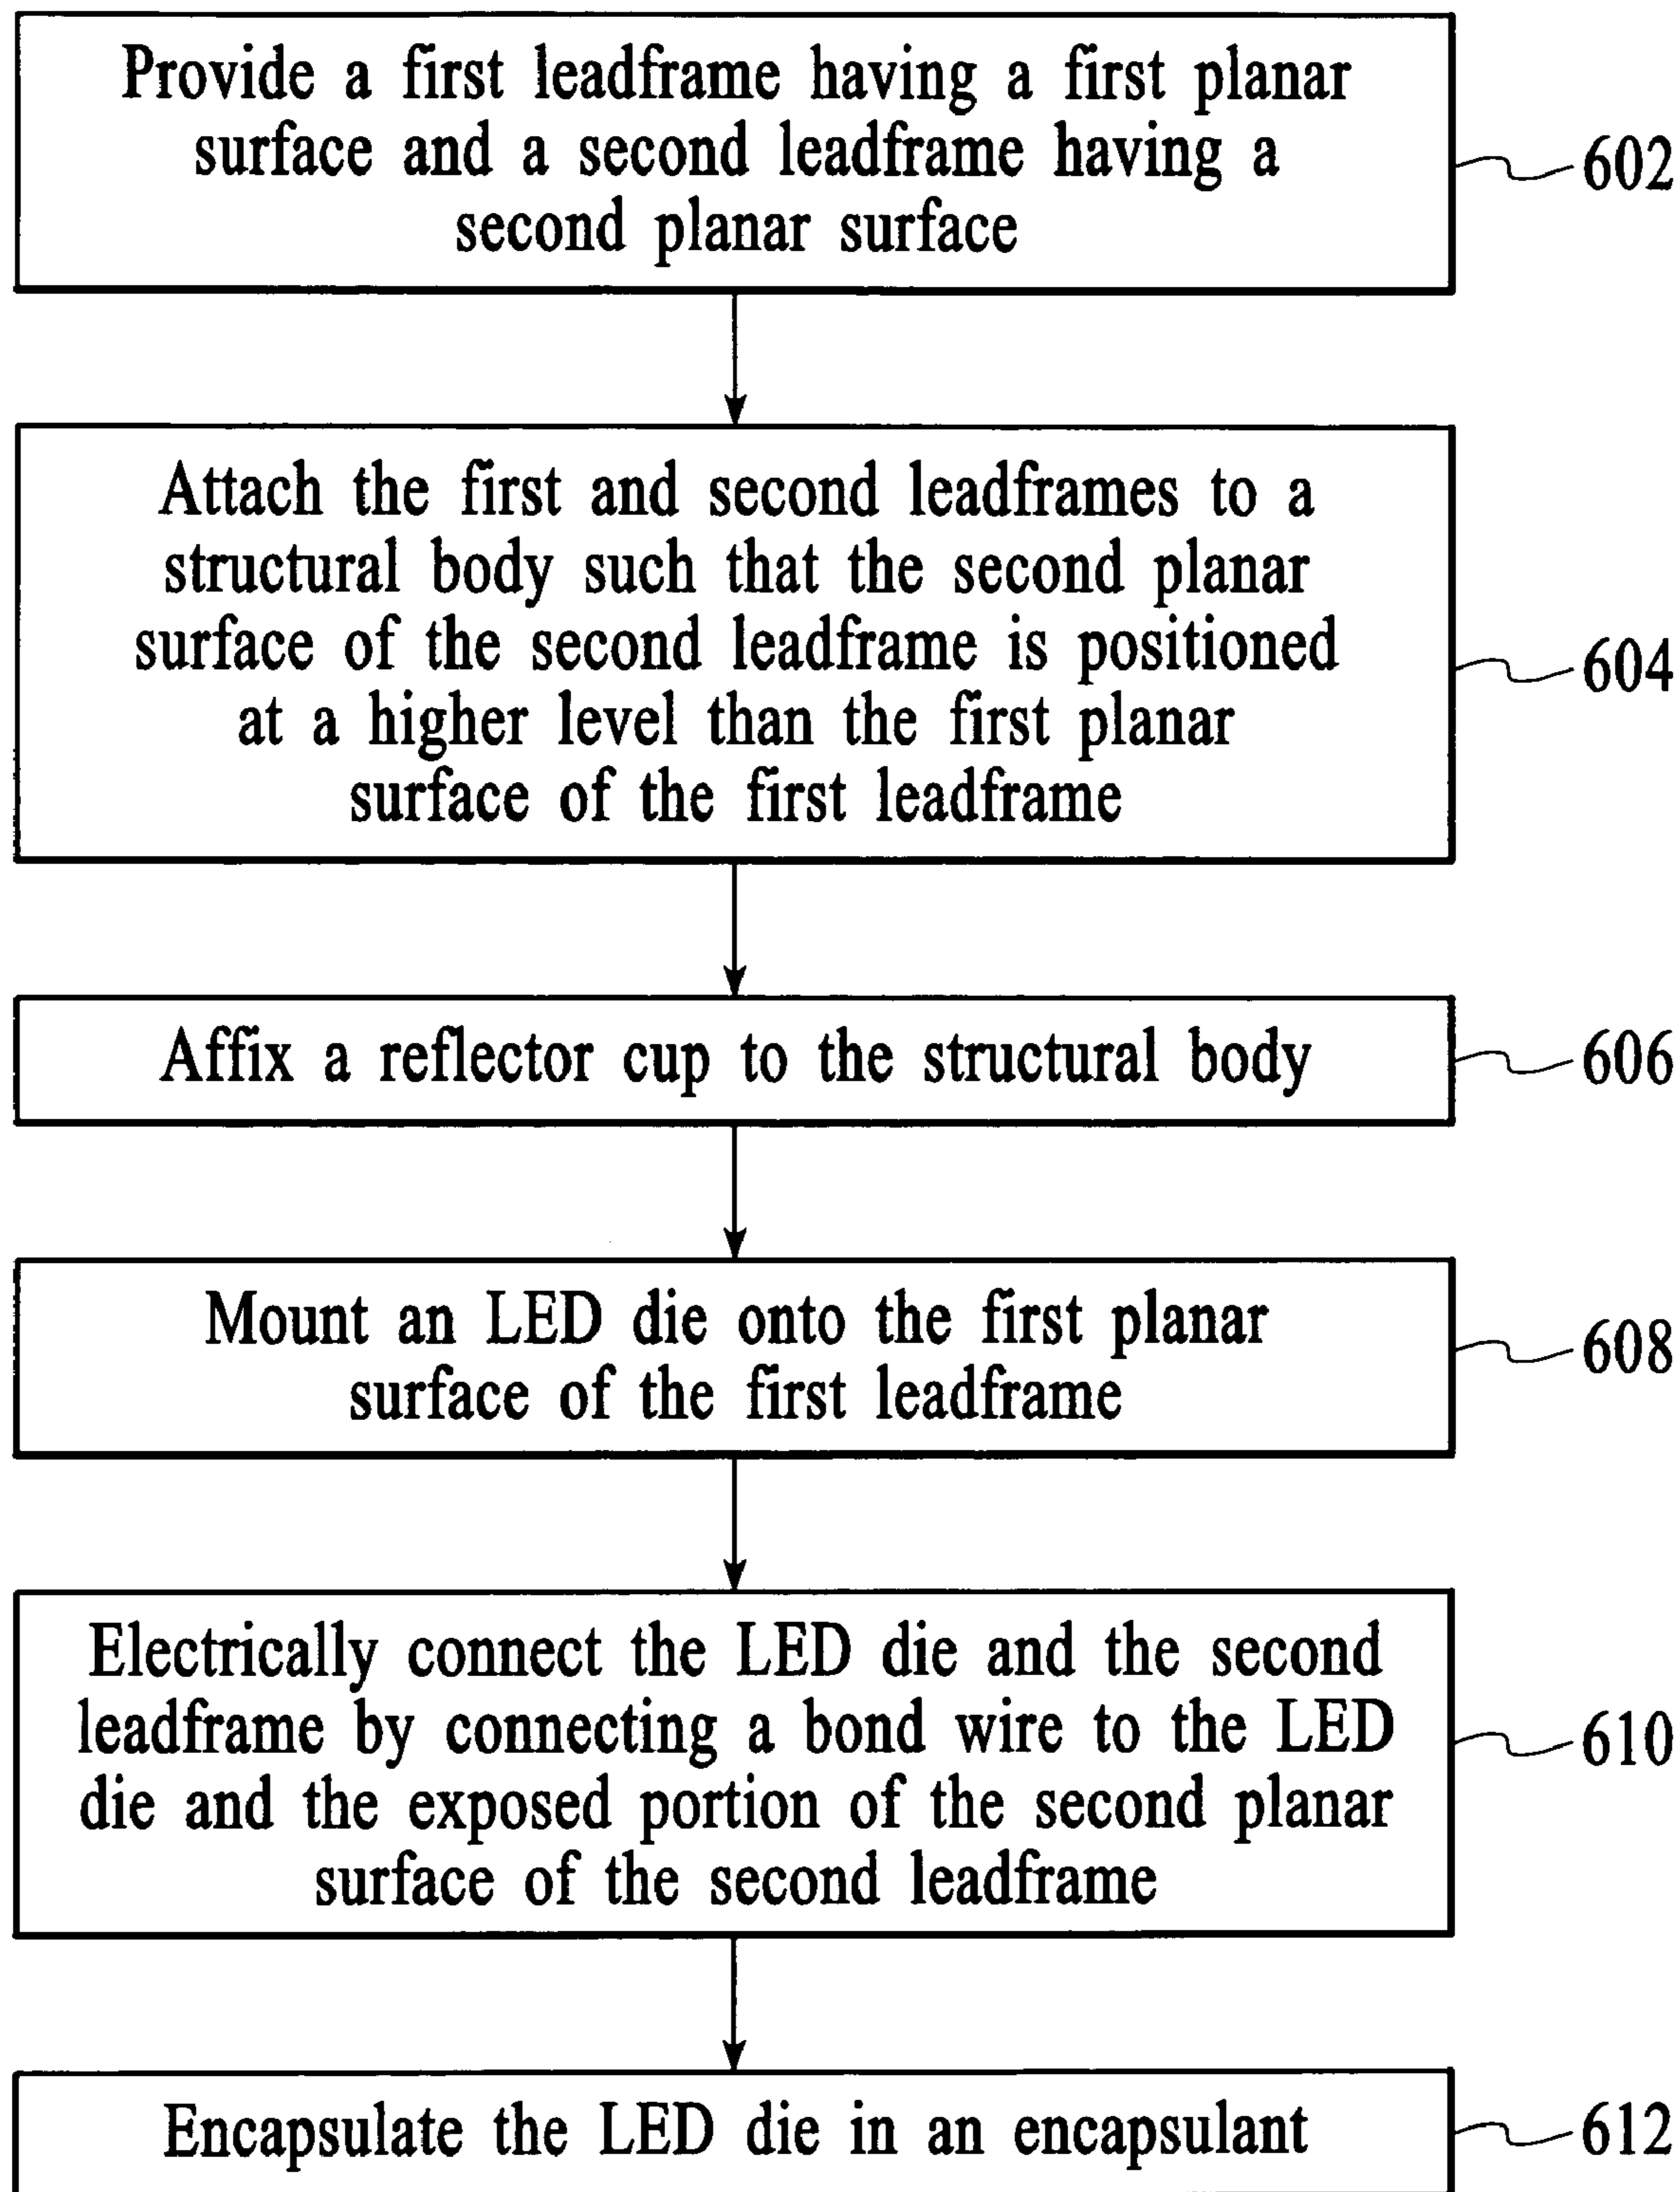 Provide a first leadframe having a first planar
surface and a second leadframe having a
second planar surface
602
Attach the first and second leadframes to a
structural body such that the second planar
surface of the second leadframe is positioned
at a higher level than the first planar
surface of the first leadframe
604
Affix a reflector cup to the structural body
606
Mount an LED die onto the first planar
surface of the first leadframe
608
Electrically connect the LED die and the second
leadframe by connecting a bond wire to the LED
die and the exposed portion of the second planar
surface of the second leadframe
610
Encapsulate the LED die in an encapsulant
612